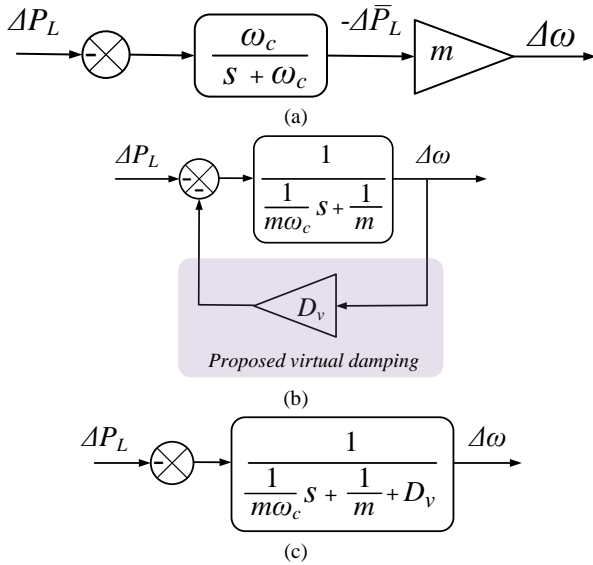 ΔP_L
-
ω_c
s + ω_c
-ΔP̅_L
m
Δω
(a)
ΔP_L
-
-
1
1
mω_c
s +
1
m
Δω
D_v
Proposed virtual damping
(b)
ΔP_L
-
1
1
mω_c
s +
1
m
+ D_v
Δω
(c)